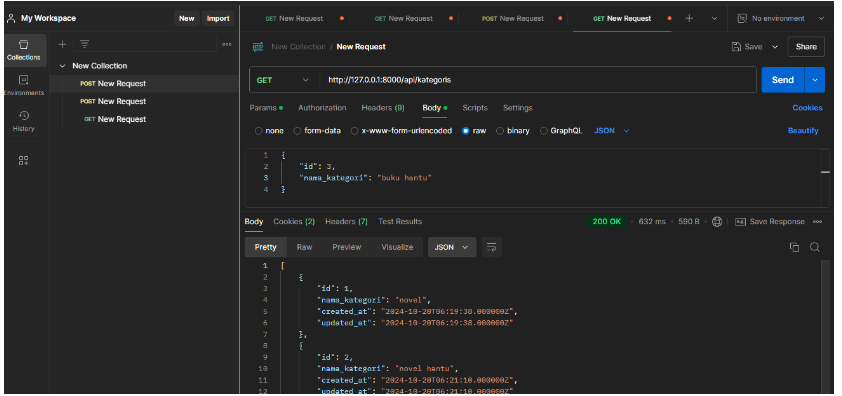 My Workspace New Import
GET New Request GET New Request POST New Request GET New Request No environment
Collections
Environments
History
New Collection
POST New Request
POST New Request
GET New Request
New Collection / New Request Save Share
GET http://127.0.0.1:8000/api/kategoris Send
Params Authorization Headers (9) Body Scripts Settings Cookies
none form-data x-www-form-urlencoded raw binary GraphQL JSON Beautify
1 {
2 "id": 3,
3 "nama_kategori": "buku hantu"
4 }
Body Cookies (2) Headers (7) Test Results 200 OK 632 ms 590 B Save Response
Pretty Raw Preview Visualize JSON
1 [
2 {
3 "id": 1,
4 "nama_kategori": "novel",
5 "created_at": "2024-10-20T06:19:38.000000Z",
6 "updated_at": "2024-10-20T06:19:38.000000Z"
7 },
8 {
9 "id": 2,
10 "nama_kategori": "novel hantu",
11 "created_at": "2024-10-20T06:21:10.000000Z",
12 "updated_at": "2024-10-20T06:21:10.000000Z"